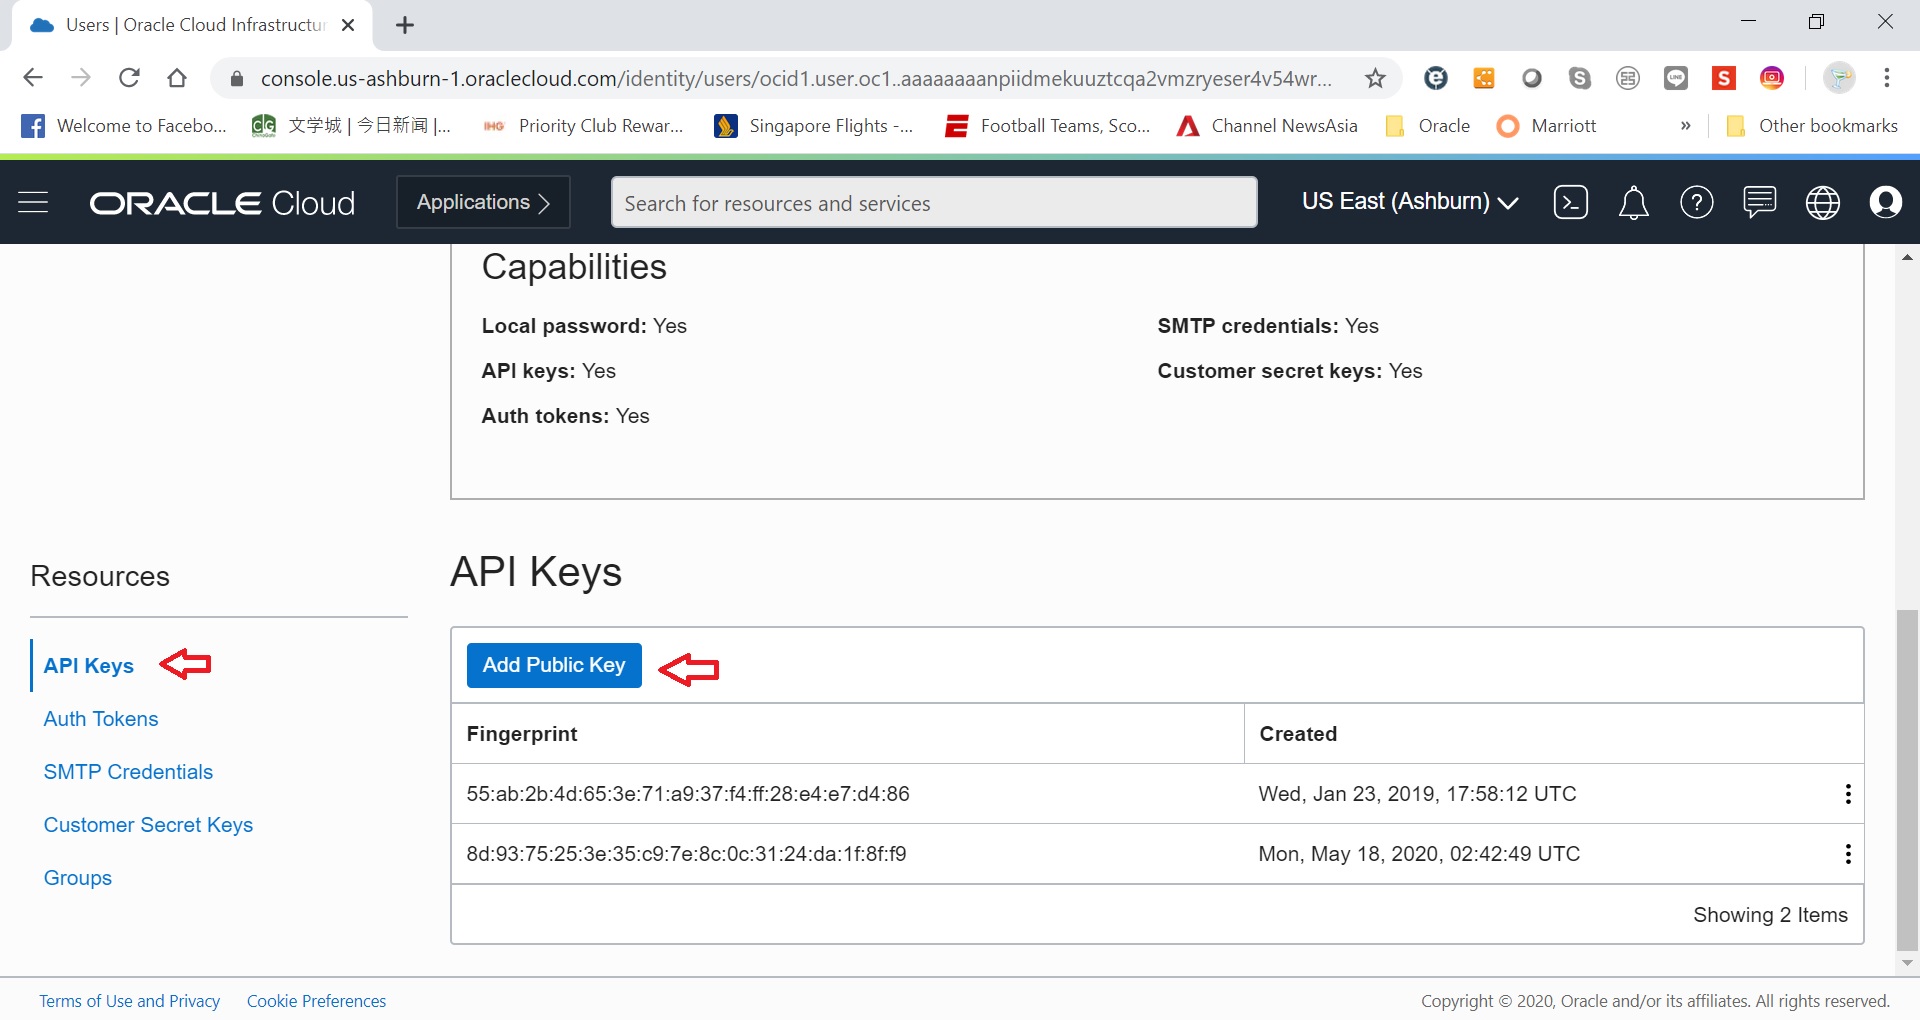 Users | Oracle Cloud Infrastructur
console.us-ashburn-1.oraclecloud.com/identity/users/ocid1.user.oc1..aaaaaaaanpiidmekuuztcqa2vmzryeser4v54wr...
Welcome to Facebo...
文学城 | 今日新闻 |...
IHG Priority Club Rewar...
Singapore Flights -...
Football Teams, Sco...
Channel NewsAsia
Oracle
Marriott
»
Other bookmarks
ORACLE Cloud
Applications
Search for resources and services
US East (Ashburn)
Capabilities
Local password: Yes
SMTP credentials: Yes
API keys: Yes
Customer secret keys: Yes
Auth tokens: Yes
Resources
API Keys
Auth Tokens
SMTP Credentials
Customer Secret Keys
Groups
API Keys
Add Public Key
Fingerprint
Created
55:ab:2b:4d:65:3e:71:a9:37:f4:ff:28:e4:e7:d4:86
Wed, Jan 23, 2019, 17:58:12 UTC
8d:93:75:25:3e:35:c9:7e:8c:0c:31:24:da:1f:8f:f9
Mon, May 18, 2020, 02:42:49 UTC
Showing 2 Items
Terms of Use and Privacy
Cookie Preferences
Copyright © 2020, Oracle and/or its affiliates. All rights reserved.